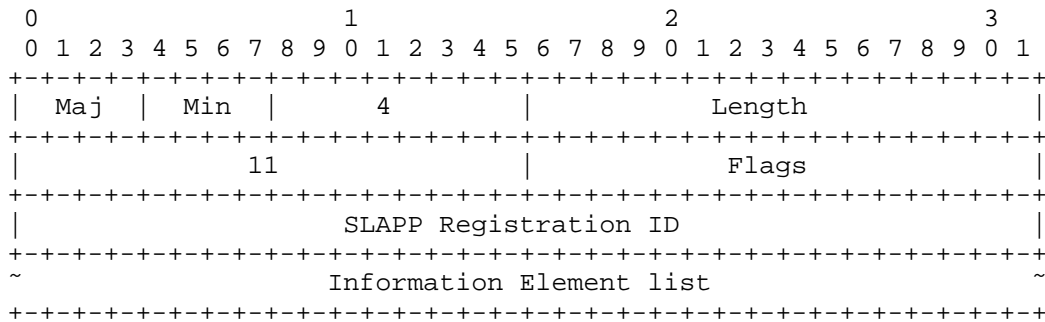 0                   1                   2                   3
 0 1 2 3 4 5 6 7 8 9 0 1 2 3 4 5 6 7 8 9 0 1 2 3 4 5 6 7 8 9 0 1
+-+-+-+-+-+-+-+-+-+-+-+-+-+-+-+-+-+-+-+-+-+-+-+-+-+-+-+-+-+-+-+-+
|  Maj  |  Min  |      4        |           Length              |
+-+-+-+-+-+-+-+-+-+-+-+-+-+-+-+-+-+-+-+-+-+-+-+-+-+-+-+-+-+-+-+-+
|              11               |            Flags              |
+-+-+-+-+-+-+-+-+-+-+-+-+-+-+-+-+-+-+-+-+-+-+-+-+-+-+-+-+-+-+-+-+
|                    SLAPP Registration ID                      |
+-+-+-+-+-+-+-+-+-+-+-+-+-+-+-+-+-+-+-+-+-+-+-+-+-+-+-+-+-+-+-+-+
~                   Information Element list                    ~
+-+-+-+-+-+-+-+-+-+-+-+-+-+-+-+-+-+-+-+-+-+-+-+-+-+-+-+-+-+-+-+-+